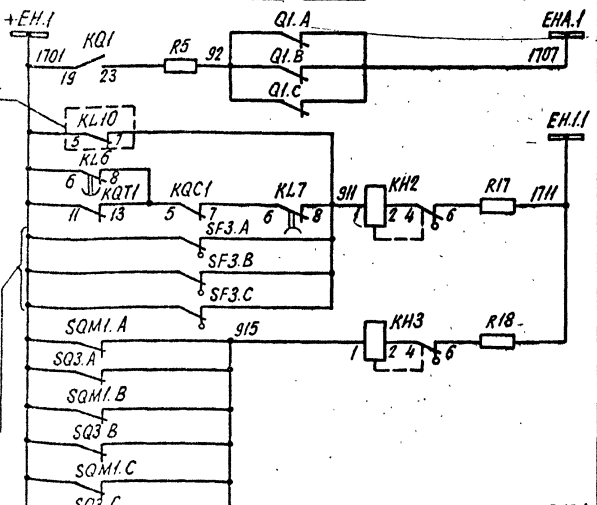 +EH.1 Q1.A EHA.1
1701 KQ1 R5 92 Q1.B 1707
19 23 Q1.C
KL10 EH.1.1
5 7
KL6
6 8 KQT1 KQC1 KL7 911 KH2 R17 1711
11 13 5 7 6 8 1 2 4 6
SF3.A
SF3.B
SF3.C
SQM1.A 915 KH3 R18
SQ3.A 1 2 4 6
SQM1.B
SQ3.B
SQM1.C
SQ3.C